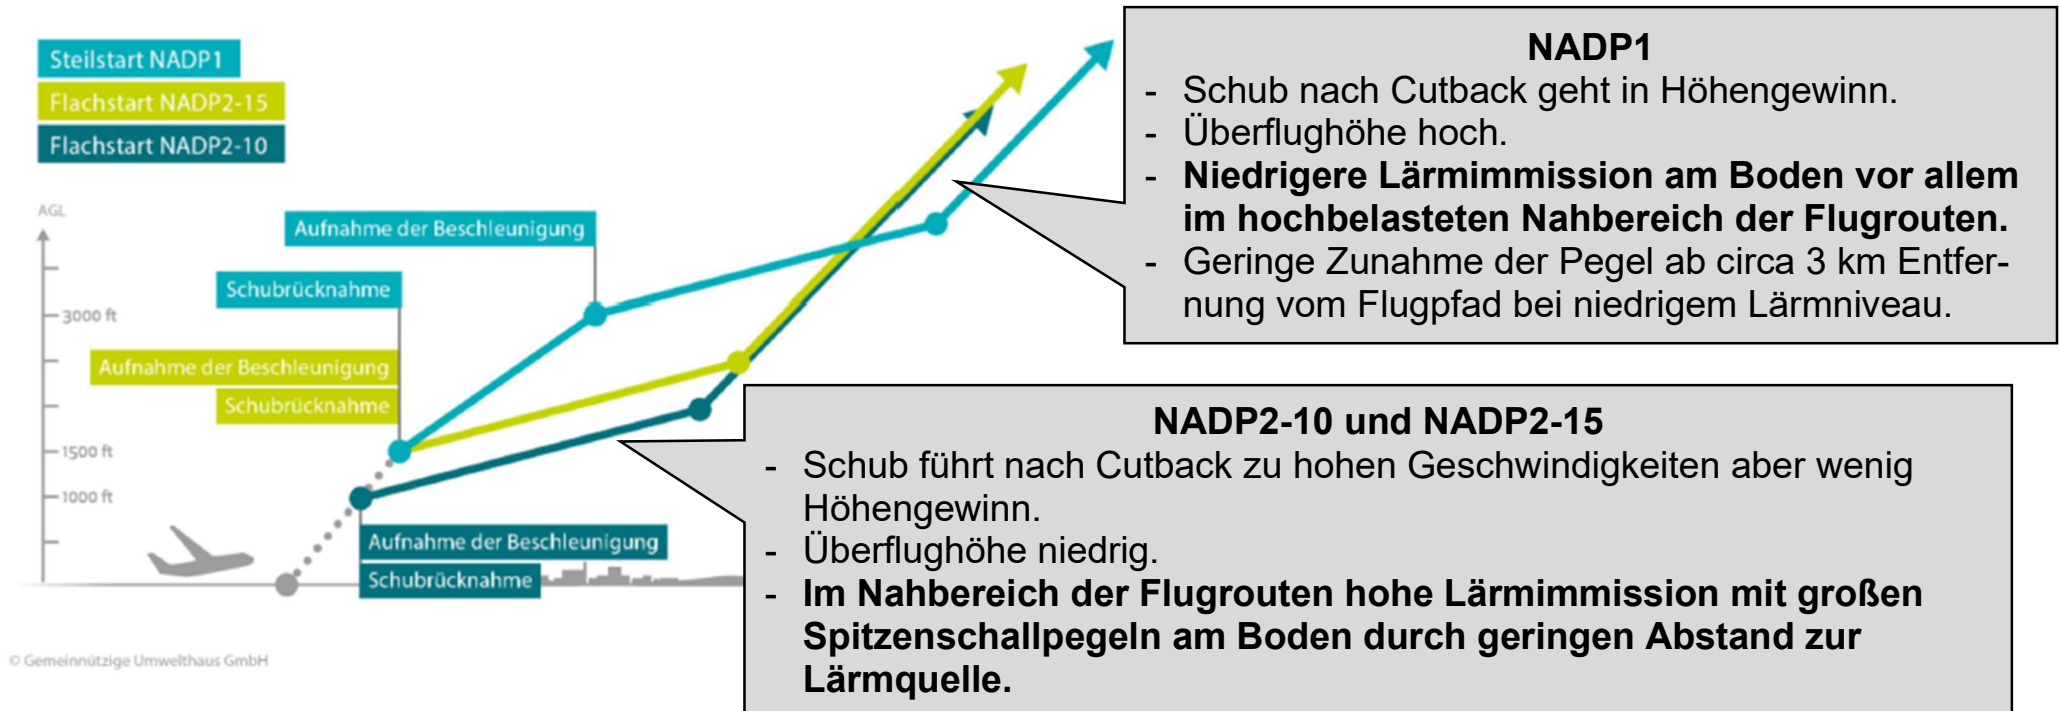 Steilstart NADP1
Flachstart NADP2-15
Flachstart NADP2-10
AGL
3000 ft
1500 ft
1000 ft
Aufnahme der Beschleunigung
Schubrücknahme
Aufnahme der Beschleunigung
Schubrücknahme
Aufnahme der Beschleunigung
Schubrücknahme
© Gemeinnützige Umwelthaus GmbH
NADP1
- Schub nach Cutback geht in Höhengewinn.
- Überflughöhe hoch.
- Niedrigere Lärmimmission am Boden vor allem
im hochbelasteten Nahbereich der Flugrouten.
- Geringe Zunahme der Pegel ab circa 3 km Entfer-
nung vom Flugpfad bei niedrigem Lärmniveau.
NADP2-10 und NADP2-15
- Schub führt nach Cutback zu hohen Geschwindigkeiten aber wenig
Höhengewinn.
- Überflughöhe niedrig.
- Im Nahbereich der Flugrouten hohe Lärmimmission mit großen
Spitzenschallpegeln am Boden durch geringen Abstand zur
Lärmquelle.